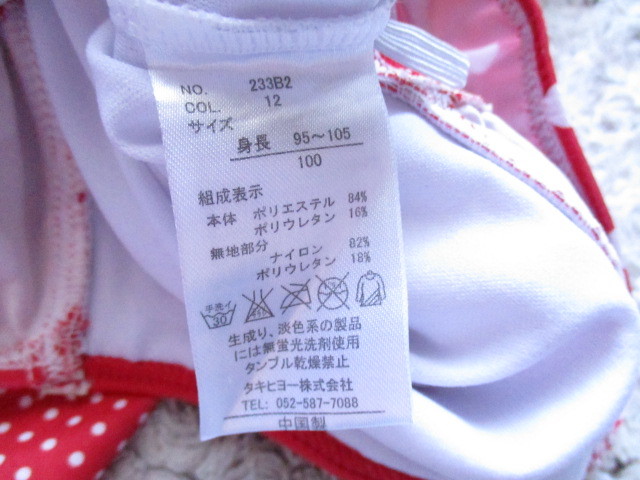 NO. 233B2
COL. 12
サイズ
身長 95～105
100
組成表示
本体 ポリエステル 84%
ポリウレタン 16%
無地部分
ナイロン 82%
ポリウレタン 18%
手洗イ
30
生成り、淡色系の製品
には無蛍光洗剤使用
タンブル乾燥禁止
タキヒヨー株式会社
TEL: 052-587-7088
中国製